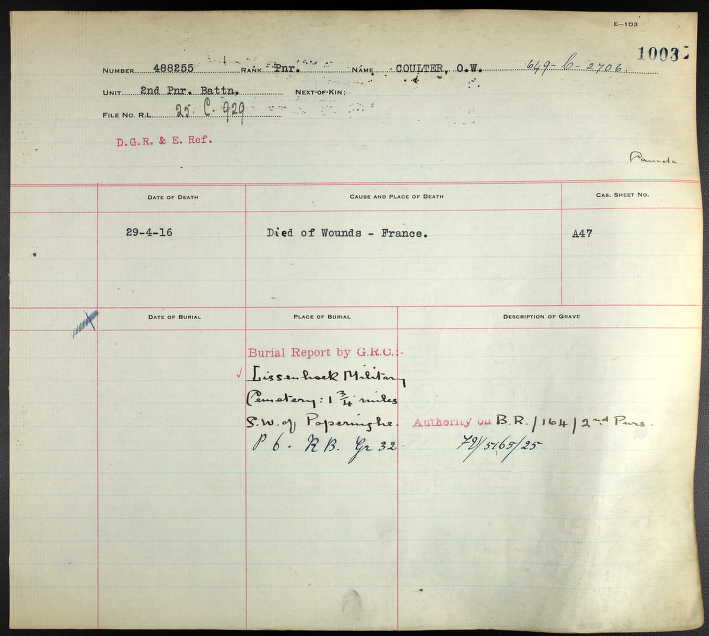 E-103
1003
NUMBER 488255 RANK Pnr. NAME COULTER, O.W. 649-C-2706
UNIT 2nd Pnr. Battn. NEXT-OF-KIN:
FILE NO. R.L. 25 C. 929
D.G.R. & E. Ref.
DATE OF DEATH CAUSE AND PLACE OF DEATH CAS. SHEET NO.
29-4-16 Died of Wounds - France. A47
DATE OF BURIAL PLACE OF BURIAL DESCRIPTION OF GRAVE
Burial Report by G.R.C.:-
Lissenhoek Military
Cemetery: 1 3/4 miles
S.W. of Poperinghe. Authority on B.R./164/2nd Pnrs.
P 6. R B. Gr 32 79/5165/25